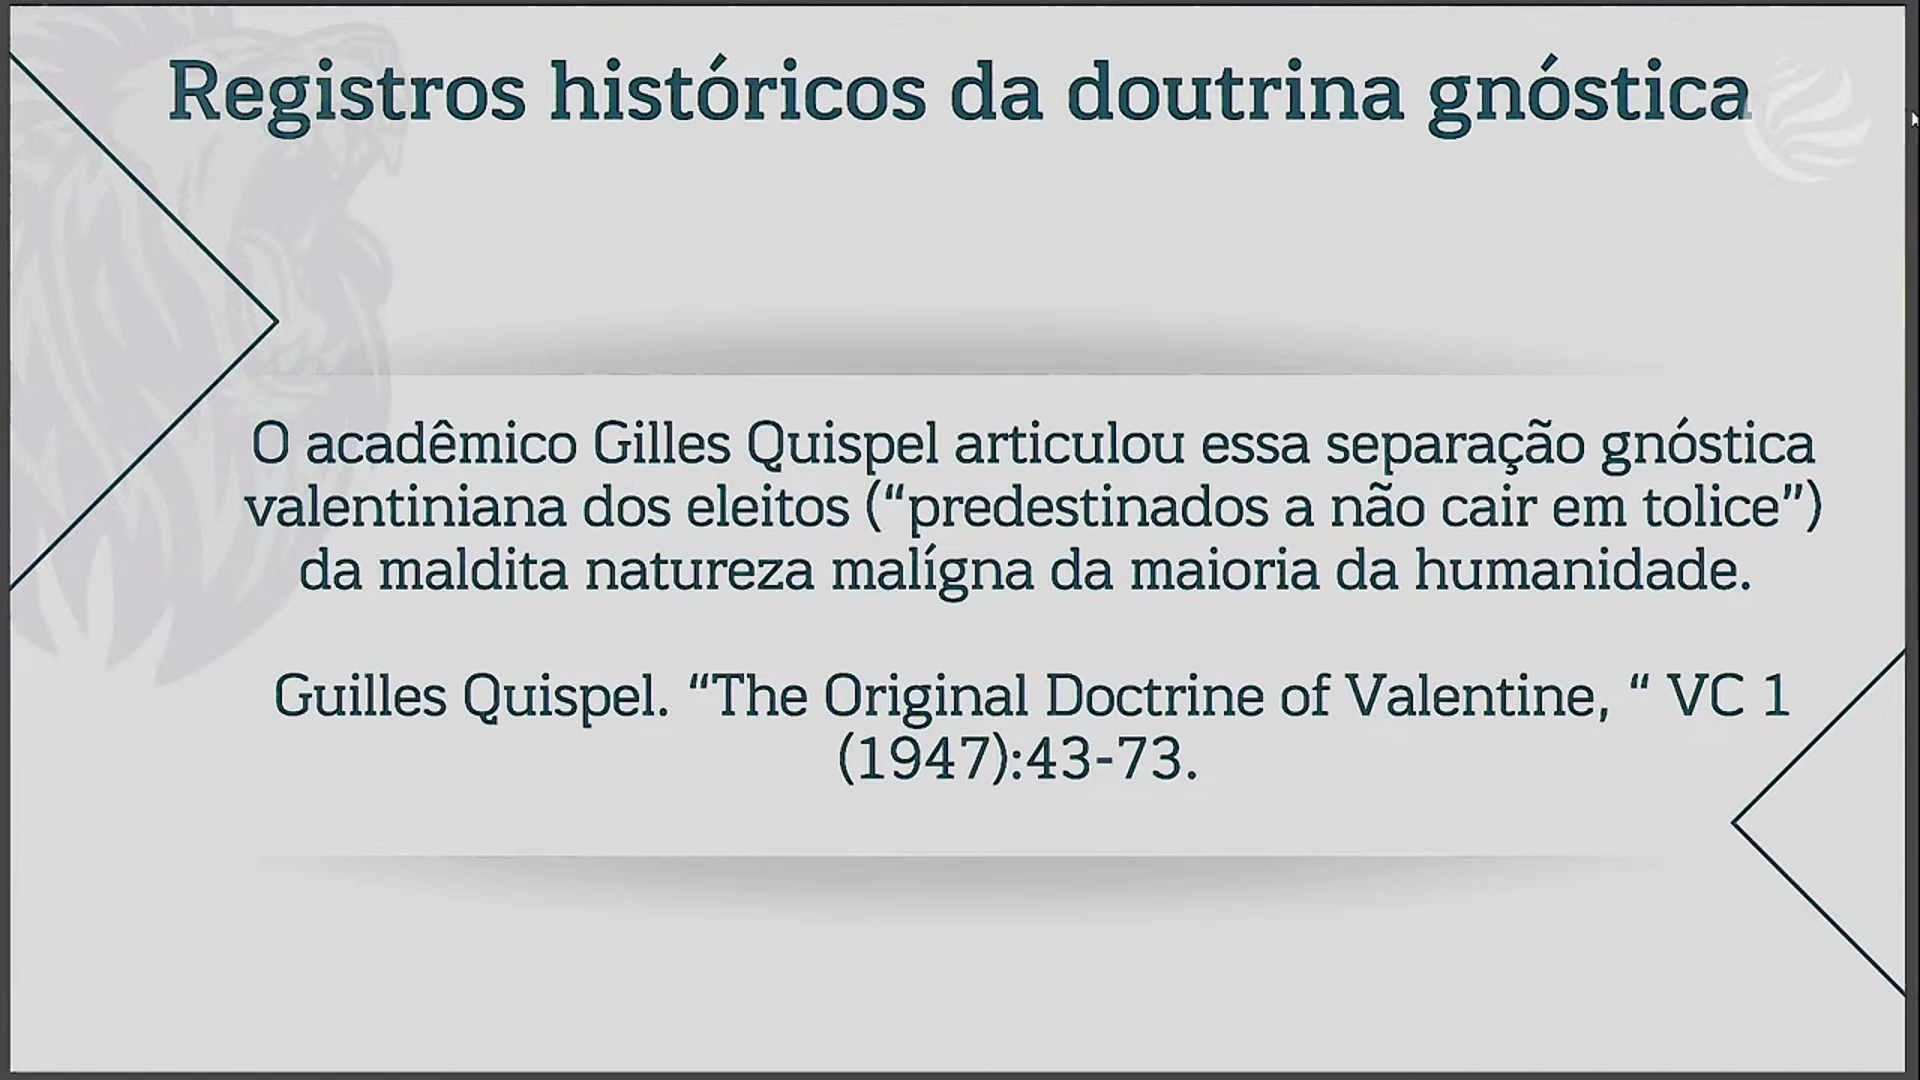 Registros históricos da doutrina gnóstica
O acadêmico Gilles Quispel articulou essa separação gnóstica
valentiniana dos eleitos (“predestinados a não cair em tolice”)
da maldita natureza malígna da maioria da humanidade.
Guilles Quispel. “The Original Doctrine of Valentine, “ VC 1
(1947):43-73.